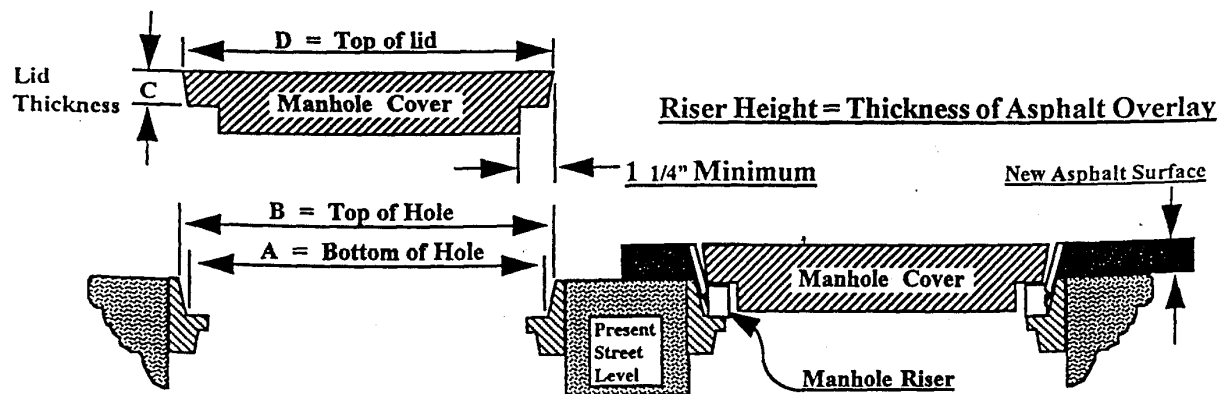 D = Top of lid
Lid
Thickness
C
Manhole Cover
Riser Height = Thickness of Asphalt Overlay
1 1/4" Minimum
New Asphalt Surface
B = Top of Hole
A = Bottom of Hole
Manhole Cover
Present
Street
Level
Manhole Riser